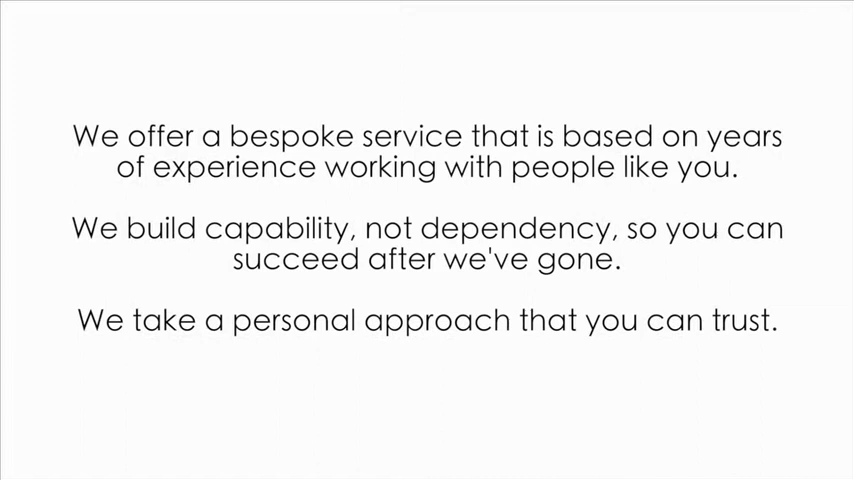 We offer a bespoke service that is based on years
of experience working with people like you.
We build capability, not dependency, so you can
succeed after we've gone.
We take a personal approach that you can trust.